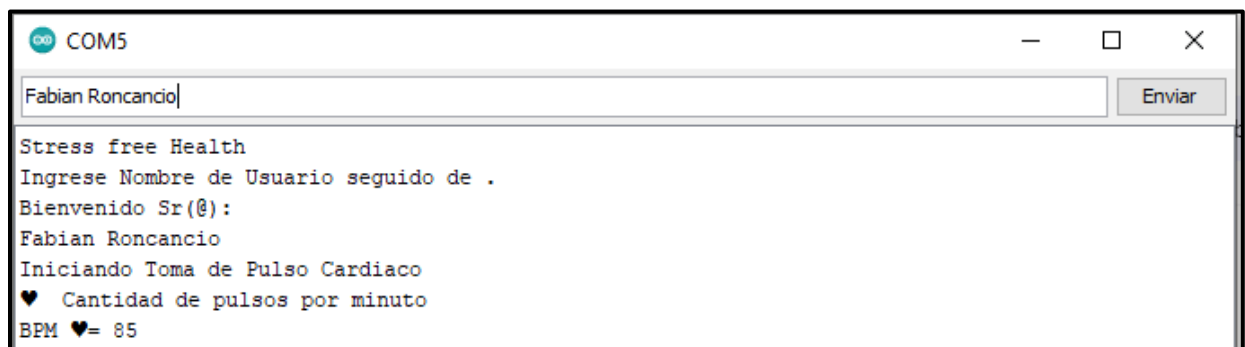 COM5
Fabian Roncancio
Enviar
Stress free Health
Ingrese Nombre de Usuario seguido de .
Bienvenido Sr(@):
Fabian Roncancio
Iniciando Toma de Pulso Cardiaco
♥ Cantidad de pulsos por minuto
BPM ♥= 85